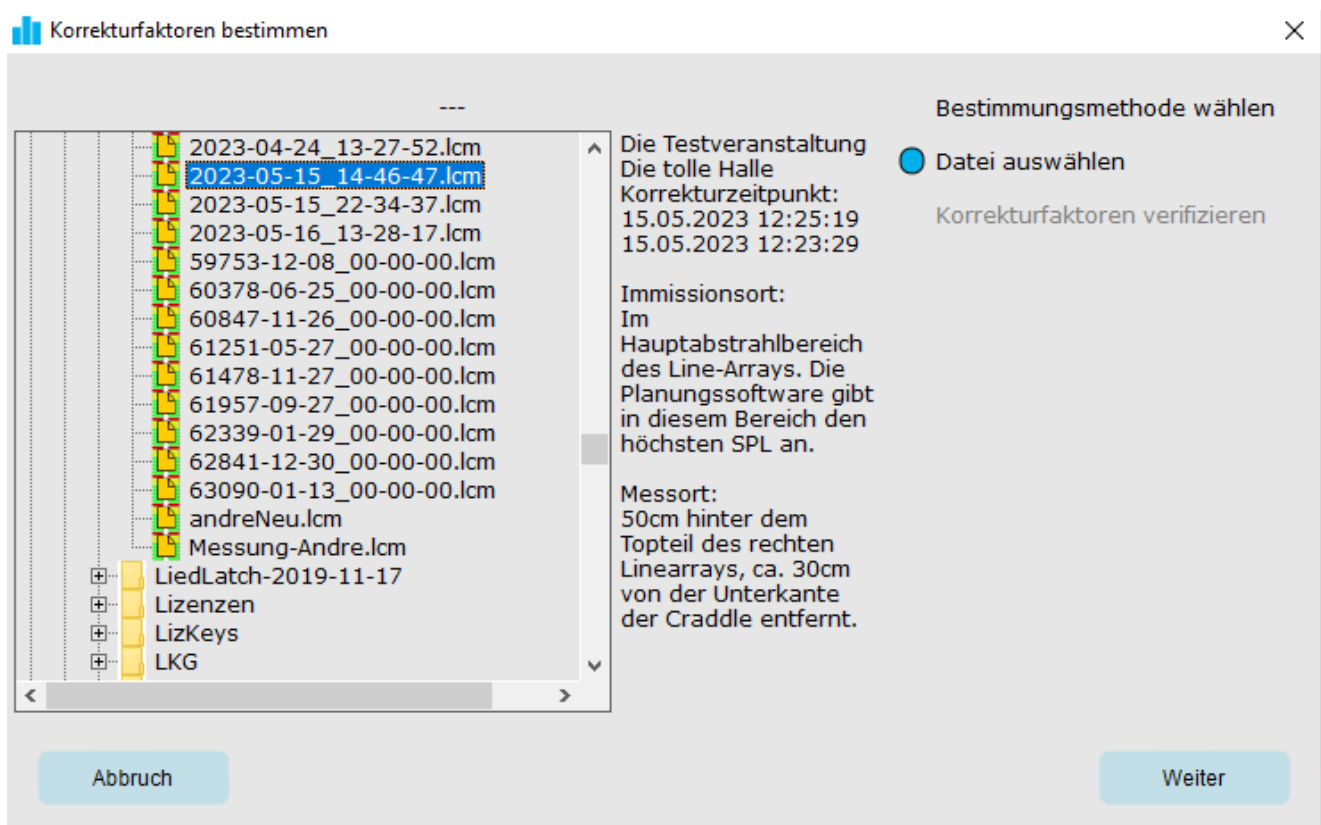 Korrekturfaktoren bestimmen
---
2023-04-24_13-27-52.lcm
2023-05-15_14-46-47.lcm
2023-05-15_22-34-37.lcm
2023-05-16_13-28-17.lcm
59753-12-08_00-00-00.lcm
60378-06-25_00-00-00.lcm
60847-11-26_00-00-00.lcm
61251-05-27_00-00-00.lcm
61478-11-27_00-00-00.lcm
61957-09-27_00-00-00.lcm
62339-01-29_00-00-00.lcm
62841-12-30_00-00-00.lcm
63090-01-13_00-00-00.lcm
andreNeu.lcm
Messung-Andre.lcm
LiedLatch-2019-11-17
Lizenzen
LizKeys
LKG
Die Testveranstaltung
Die tolle Halle
Korrekturzeitpunkt:
15.05.2023 12:25:19
15.05.2023 12:23:29
Immissionsort:
Im
Hauptabstrahlbereich
des Line-Arrays. Die
Planungssoftware gibt
in diesem Bereich den
höchsten SPL an.
Messort:
50cm hinter dem
Topteil des rechten
Linearrays, ca. 30cm
von der Unterkante
der Craddle entfernt.
Bestimmungsmethode wählen
Datei auswählen
Korrekturfaktoren verifizieren
Abbruch
Weiter